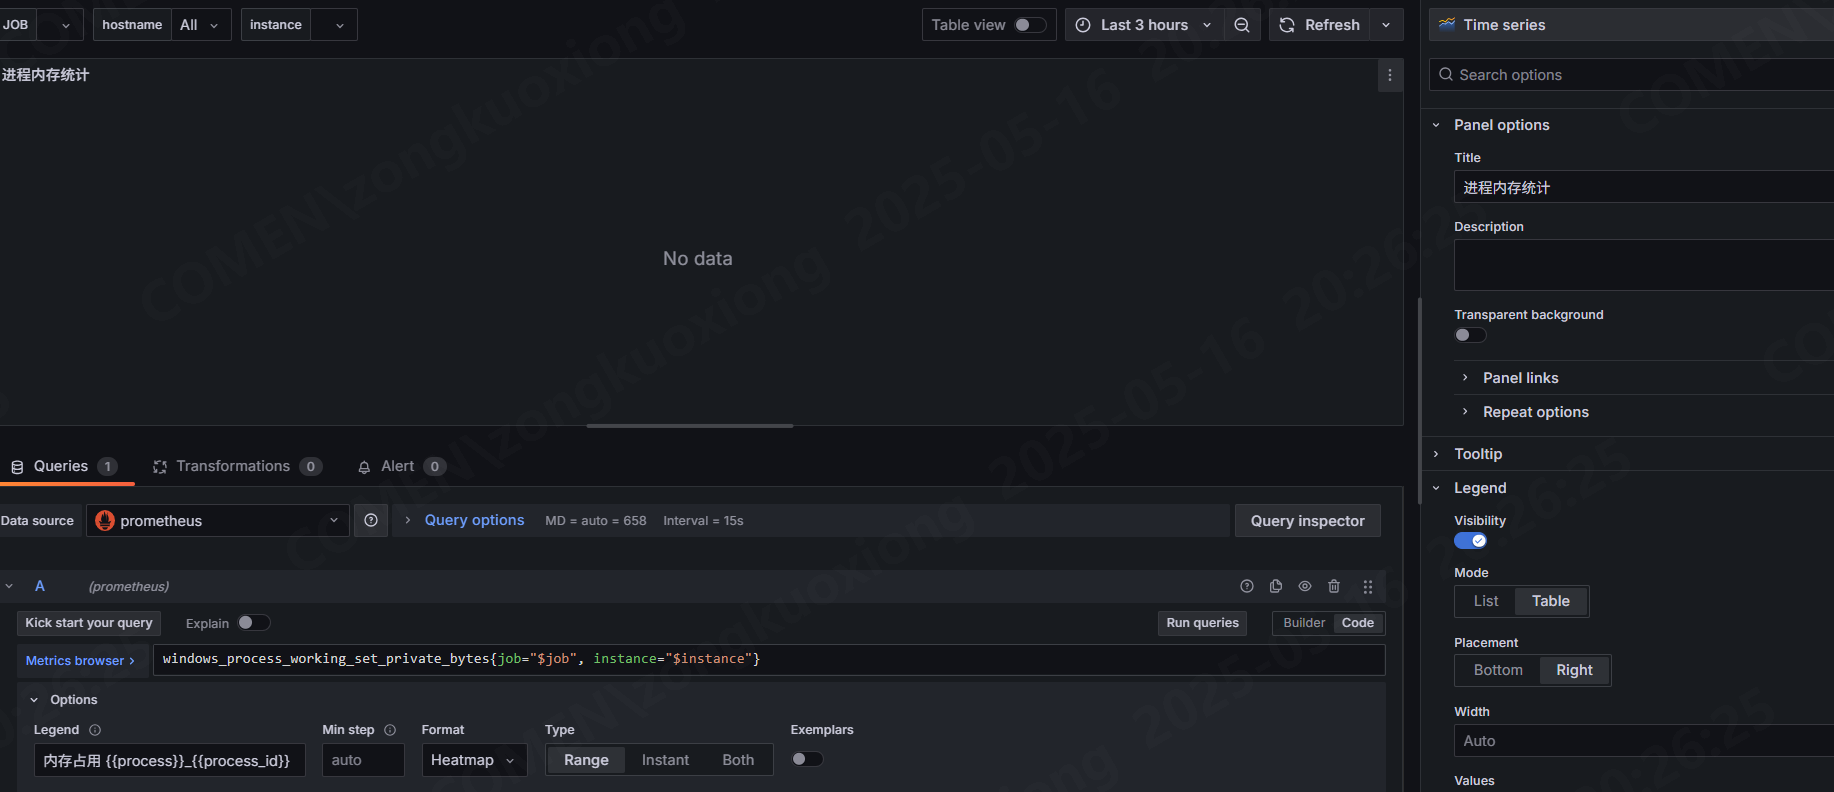 JOB hostname All instance Table view Last 3 hours Refresh Time series
进程内存统计
Search options
Panel options
Title
进程内存统计
Description
No data
Transparent background
Panel links
Repeat options
Queries 1 Transformations 0 Alert 0
Tooltip
Legend
Data source prometheus Query options MD = auto = 658 Interval = 15s Query inspector
Visibility
A (prometheus)
Mode
List Table
Kick start your query Explain Run queries Builder Code
Placement
Metrics browser > windows_process_working_set_private_bytes{job="$job", instance="$instance"}
Bottom Right
Options
Width
Legend Min step Format Type Exemplars
Auto
内存占用 {{process}}_{{process_id}} auto Heatmap Range Instant Both
Values
COMEN\zongkuoxiong 2025-05-16 20:26:25